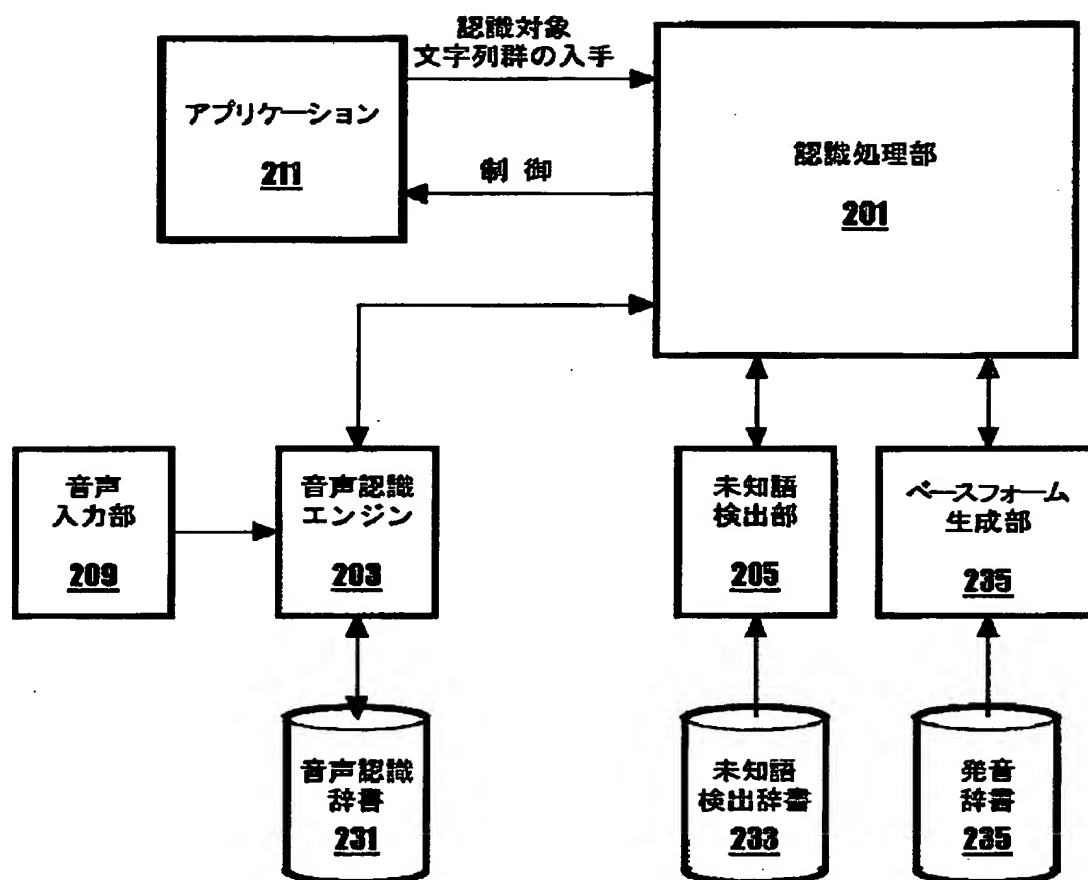 認識対象
文字列群の入手
アプリケーション
211
制御
認識処理部
201
音声
入力部
209
音声認識
エンジン
203
未知語
検出部
205
ベースフォーム
生成部
235
音声認識
辞書
231
未知語
検出辞書
233
発音
辞書
235